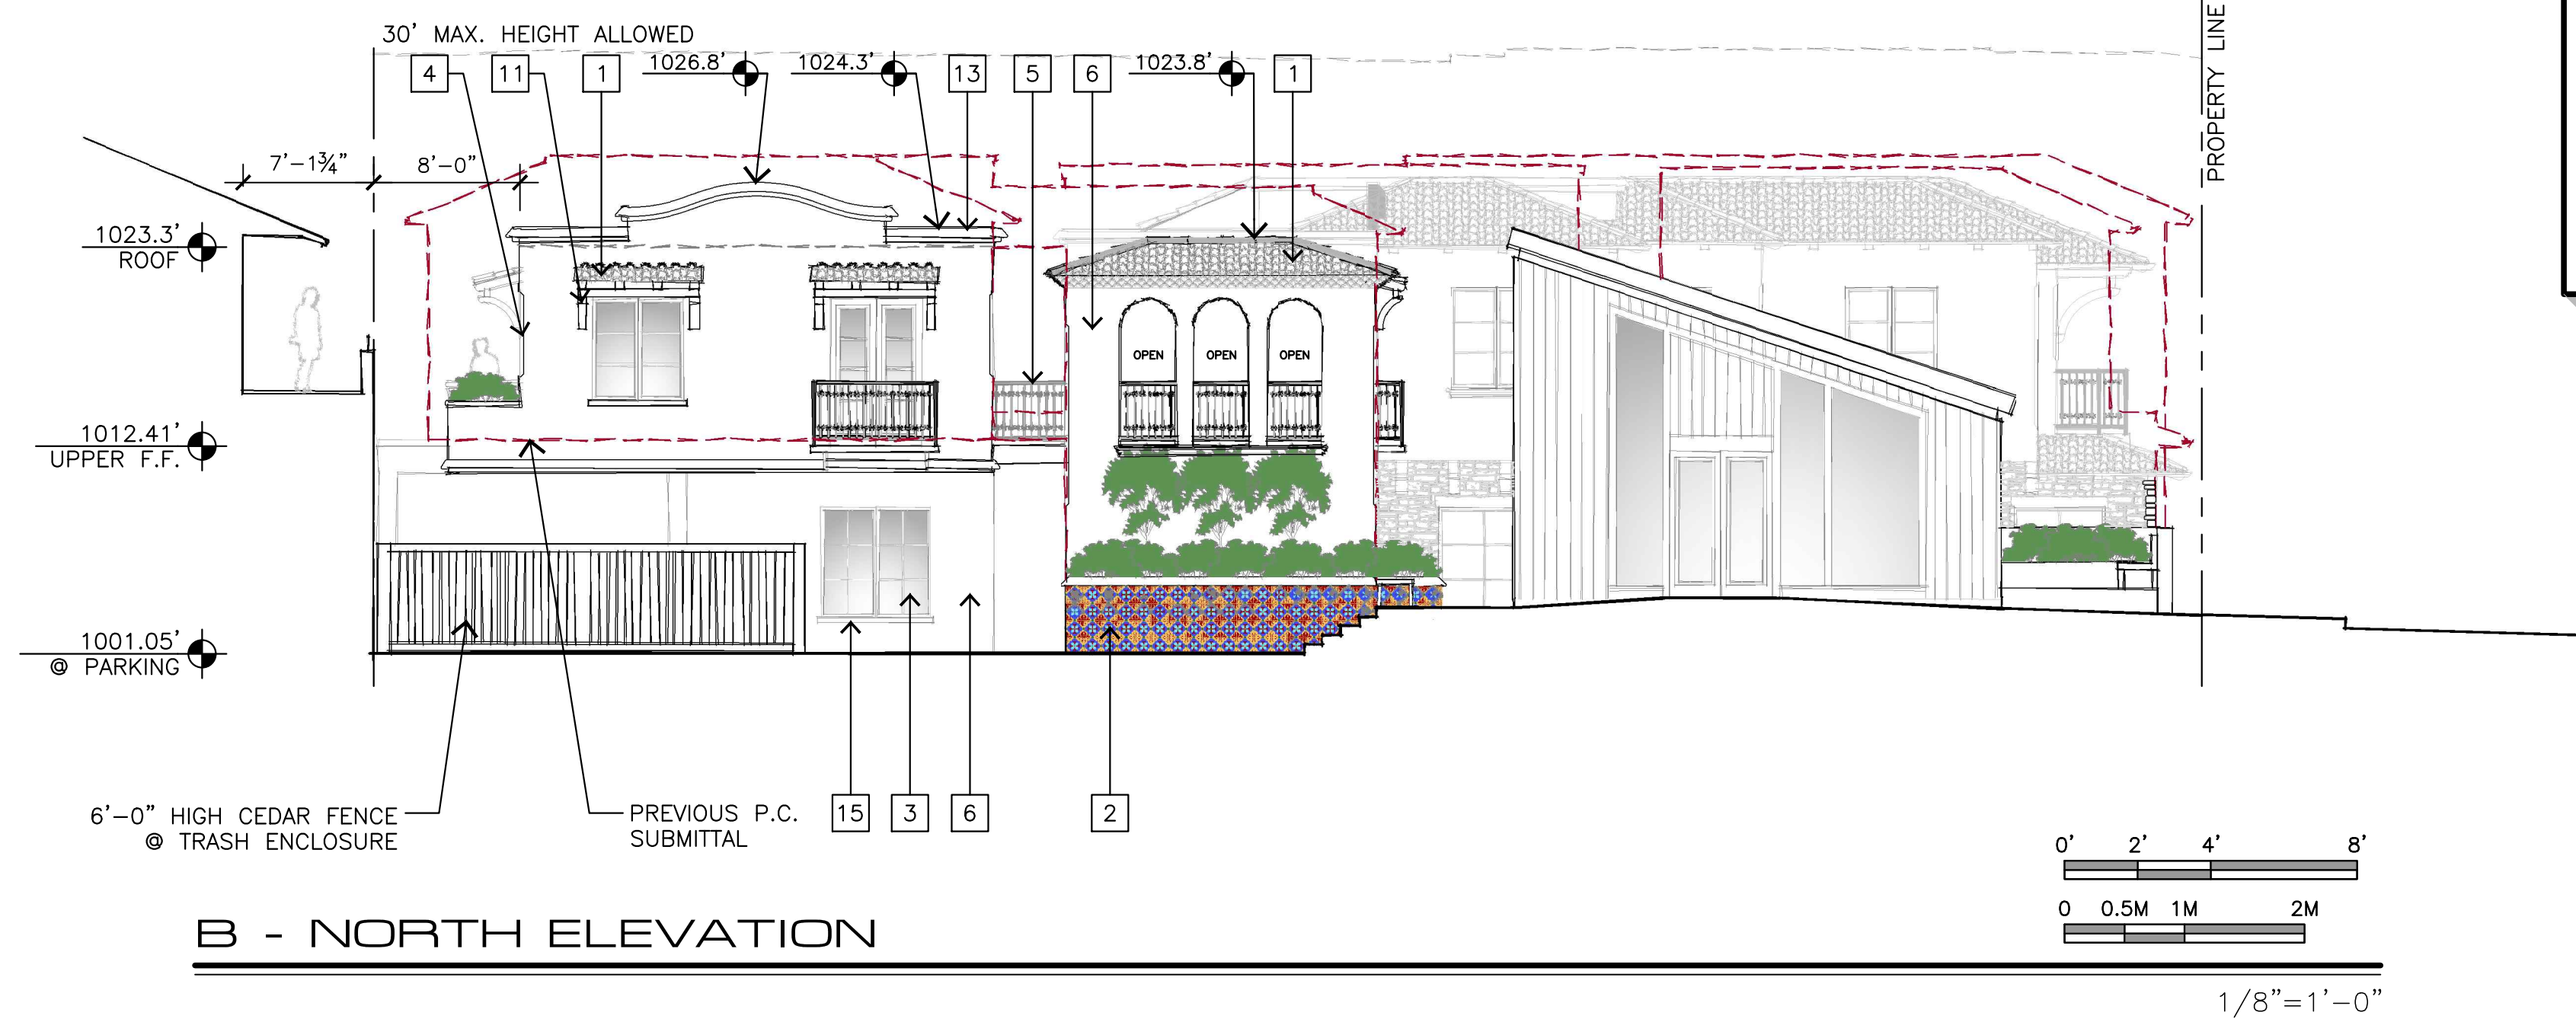 30' MAX. HEIGHT ALLOWED
4
11
1
1026.8'
1024.3'
13
5
6
1023.8'
1
PROPERTY LINE
7'-1¾"
8'-0"
1023.3'
ROOF
OPEN
OPEN
OPEN
1012.41'
UPPER F.F.
1001.05'
@ PARKING
6'-0" HIGH CEDAR FENCE
@ TRASH ENCLOSURE
PREVIOUS P.C.
SUBMITTAL
15
3
6
2
0'
2'
4'
8'
0
0.5M
1M
2M
B - NORTH ELEVATION
1/8"=1'-0"